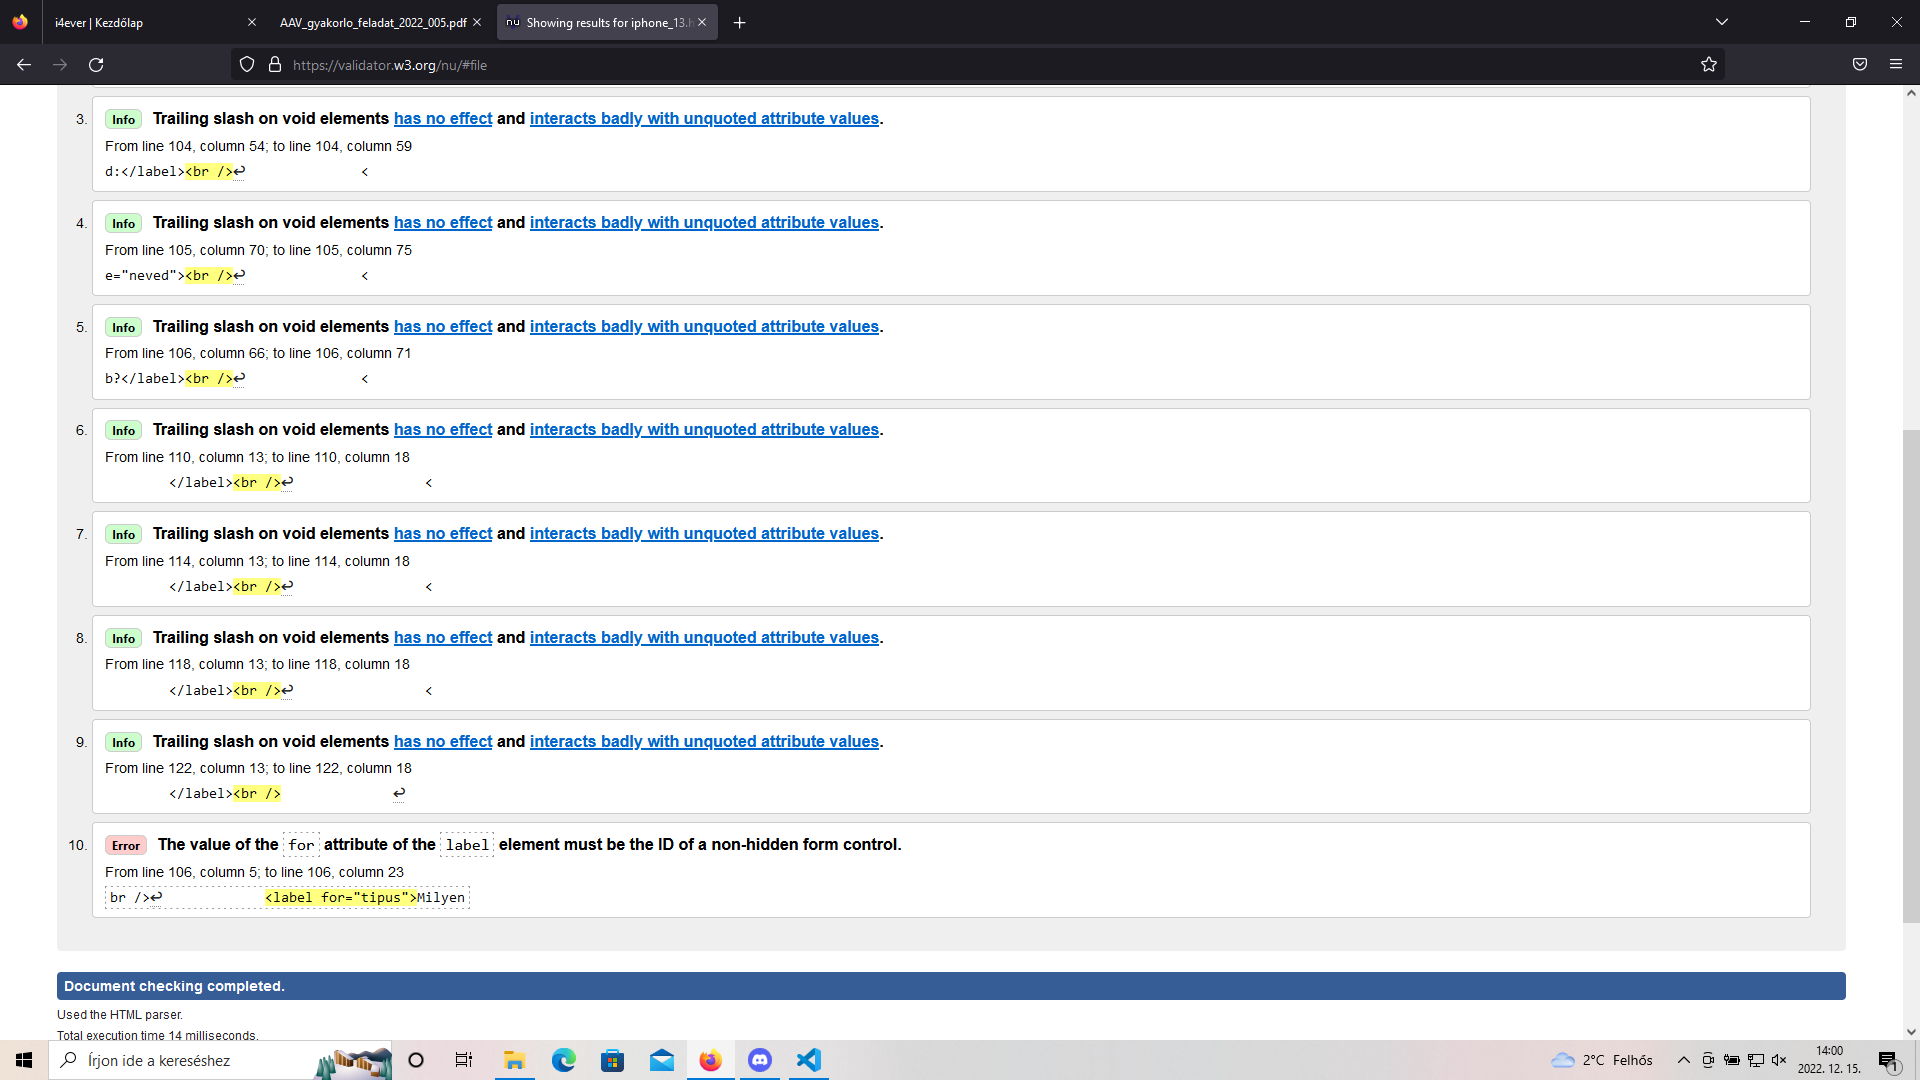 i4ever | Kezdőlap
AAV_gyakorlo_feladat_2022_005.pdf
nu Showing results for iphone_13.h
https://validator.w3.org/nu/#file
3. Info Trailing slash on void elements has no effect and interacts badly with unquoted attribute values.
From line 104, column 54; to line 104, column 59
d:</label><br />↩ <
4. Info Trailing slash on void elements has no effect and interacts badly with unquoted attribute values.
From line 105, column 70; to line 105, column 75
e="neved"><br />↩ <
5. Info Trailing slash on void elements has no effect and interacts badly with unquoted attribute values.
From line 106, column 66; to line 106, column 71
b?</label><br />↩ <
6. Info Trailing slash on void elements has no effect and interacts badly with unquoted attribute values.
From line 110, column 13; to line 110, column 18
</label><br />↩ <
7. Info Trailing slash on void elements has no effect and interacts badly with unquoted attribute values.
From line 114, column 13; to line 114, column 18
</label><br />↩ <
8. Info Trailing slash on void elements has no effect and interacts badly with unquoted attribute values.
From line 118, column 13; to line 118, column 18
</label><br />↩ <
9. Info Trailing slash on void elements has no effect and interacts badly with unquoted attribute values.
From line 122, column 13; to line 122, column 18
</label><br /> ↩
10. Error The value of the for attribute of the label element must be the ID of a non-hidden form control.
From line 106, column 5; to line 106, column 23
br />↩ <label for="tipus">Milyen
Document checking completed.
Used the HTML parser.
Total execution time 14 milliseconds.
Írjon ide a kereséshez
2°C Felhős
14:00
2022. 12. 15.
1